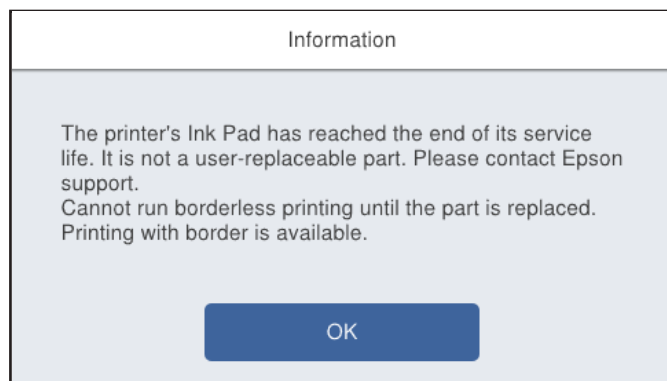 Information
The printer's Ink Pad has reached the end of its service
life. It is not a user-replaceable part. Please contact Epson
support.
Cannot run borderless printing until the part is replaced.
Printing with border is available.
OK